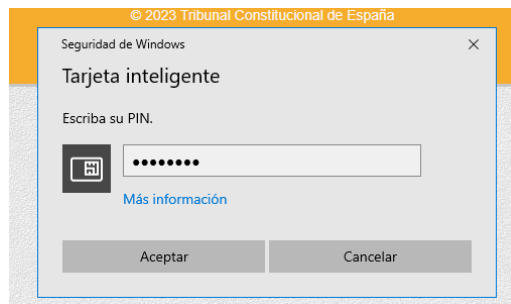 © 2023 Tribunal Constitucional de España
Seguridad de Windows
Tarjeta inteligente
Escriba su PIN.
••••••••
Más información
Aceptar Cancelar